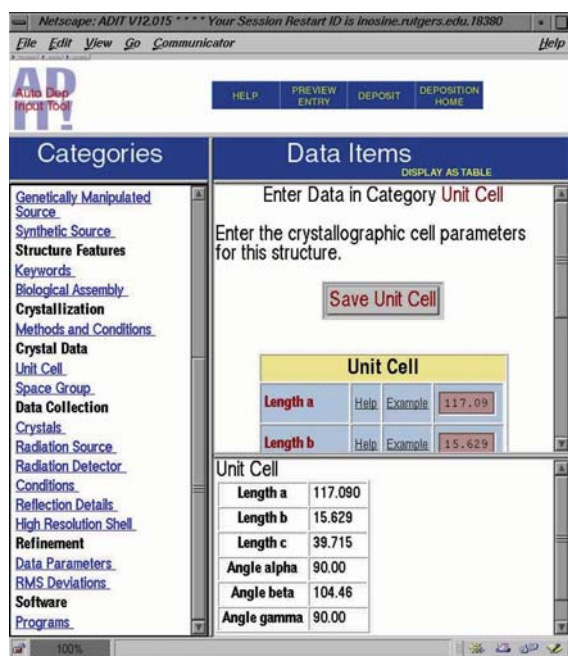 Netscape: ADIT V12.015 * * * * Your Session Restart ID is inosine.rutgers.edu.18380
File Edit View Go Communicator Help
Auto Dep
Input Tool
HELP
PREVIEW
ENTRY
DEPOSIT
DEPOSITION
HOME
Categories
Genetically Manipulated
Source
Synthetic Source
Structure Features
Keywords
Biological Assembly
Crystallization
Methods and Conditions
Crystal Data
Unit Cell
Space Group
Data Collection
Crystals
Radiation Source
Radiation Detector
Conditions
Reflection Details
High Resolution Shell
Refinement
Data Parameters
RMS Deviations
Software
Programs
Data Items
DISPLAY AS TABLE
Enter Data in Category Unit Cell
Enter the crystallographic cell parameters
for this structure.
Save Unit Cell
Unit Cell
Length a Help Example 117.09
Length b Help Example 15.629
Unit Cell
Length a 117.090
Length b 15.629
Length c 39.715
Angle alpha 90.00
Angle beta 104.46
Angle gamma 90.00
100%